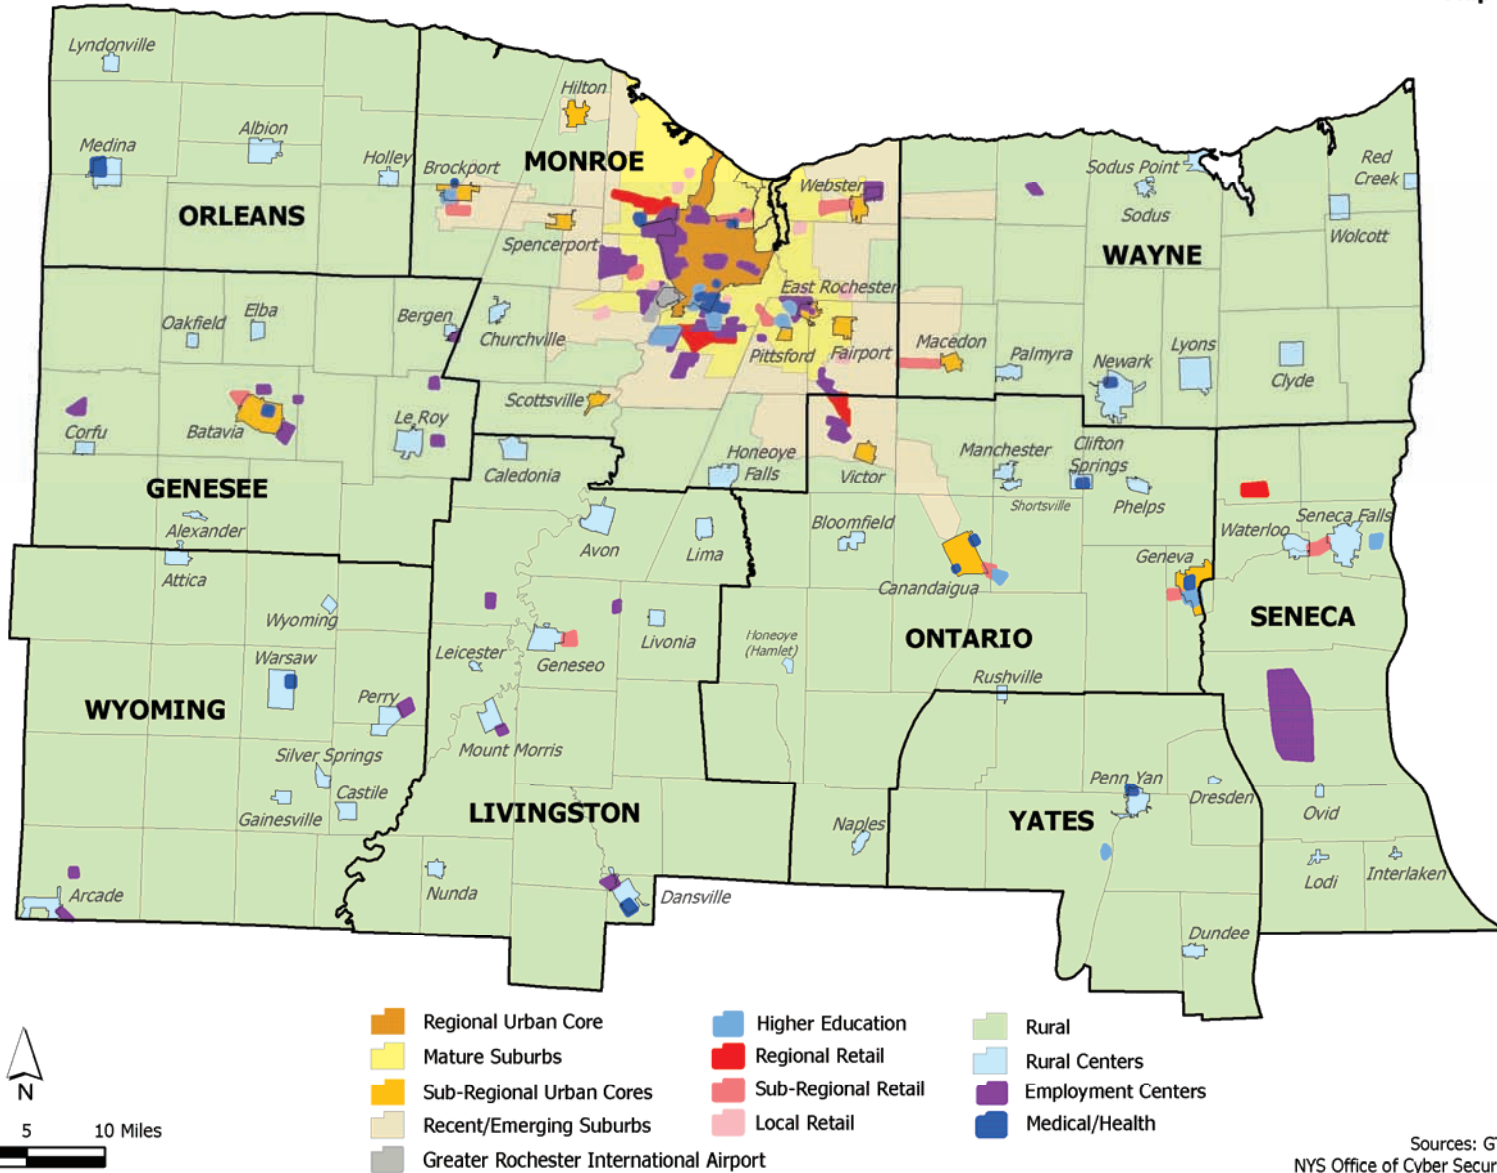 Lyndonville
Hilton
Medina
Albion
Holley
Brockport
MONROE
Webster
Sodus Point
Red
Creek
ORLEANS
Spencerport
Sodus
Wolcott
WAYNE
East Rochester
Oakfield
Elba
Bergen
Churchville
Pittsford
Fairport
Macedon
Palmyra
Newark
Lyons
Clyde
Corfu
Batavia
Le Roy
Scottsville
Caledonia
Honeoye
Falls
Victor
Manchester
Clifton
Springs
Shortsville
Phelps
GENESEE
Alexander
Attica
Avon
Lima
Bloomfield
Canandaigua
Geneva
Waterloo
Seneca Falls
SENECA
Wyoming
Warsaw
Leicester
Geneseo
Livonia
Honeoye
(Hamlet)
ONTARIO
Rushville
WYOMING
Perry
Mount Morris
Silver Springs
Castile
Gainesville
LIVINGSTON
Naples
YATES
Penn Yan
Dresden
Ovid
Lodi
Interlaken
Arcade
Nunda
Dansville
Dundee
N
5 10 Miles
Regional Urban Core
Mature Suburbs
Sub-Regional Urban Cores
Recent/Emerging Suburbs
Greater Rochester International Airport
Higher Education
Regional Retail
Sub-Regional Retail
Local Retail
Rural
Rural Centers
Employment Centers
Medical/Health
Sources:
NYS Office of Cyber